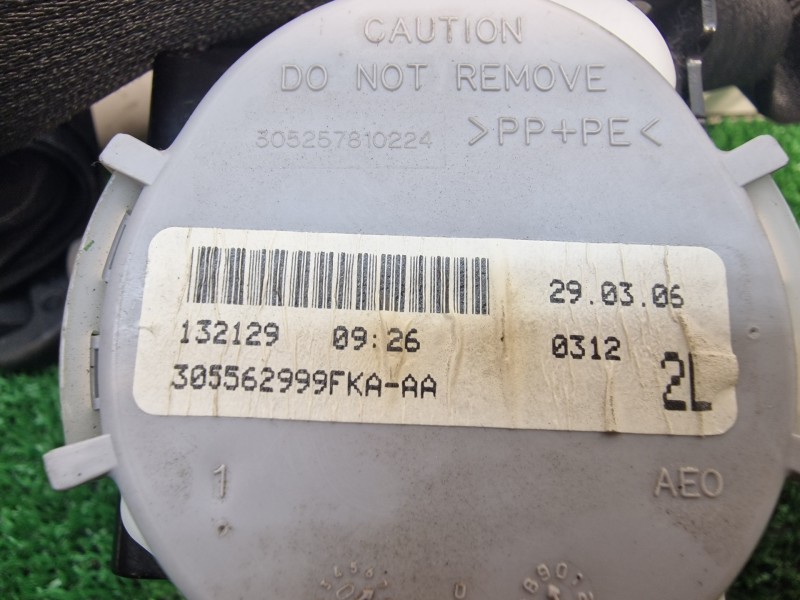 CAUTION
DO NOT REMOVE
305257810224 >PP+PE<
29.03.06
132129 09:26 0312
305562999FKA-AA 2L
1 AEO